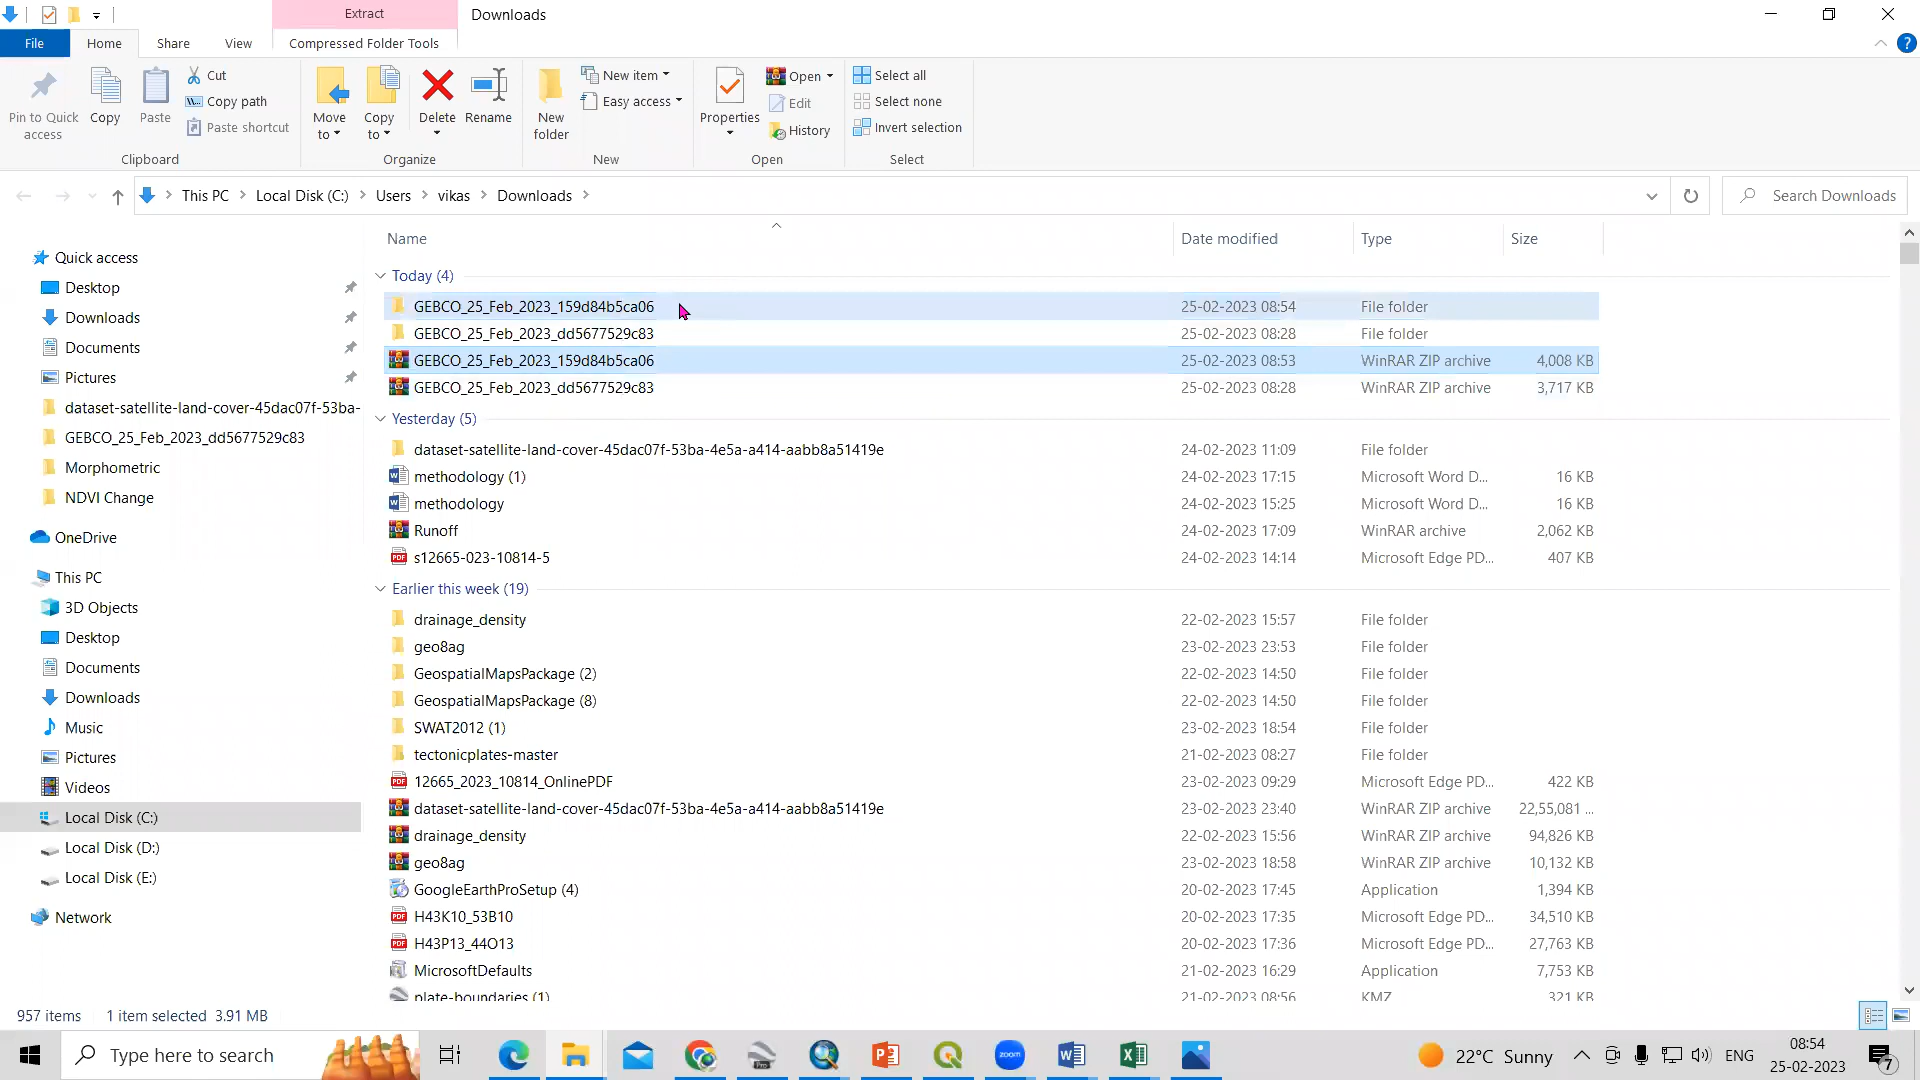 Extract
Downloads
File
Home
Share
View
Compressed Folder Tools
Pin to Quick access
Copy
Paste
Cut
Copy path
Paste shortcut
Clipboard
Move to
Copy to
Delete
Rename
Organize
New folder
New item
Easy access
New
Properties
Open
Edit
History
Open
Select all
Select none
Invert selection
Select
This PC > Local Disk (C:) > Users > vikas > Downloads >
Search Downloads
Name Date modified Type Size
Quick access
Desktop
Downloads
Documents
Pictures
dataset-satellite-land-cover-45dac07f-53ba-
GEBCO_25_Feb_2023_dd5677529c83
Morphometric
NDVI Change
OneDrive
This PC
3D Objects
Desktop
Documents
Downloads
Music
Pictures
Videos
Local Disk (C:)
Local Disk (D:)
Local Disk (E:)
Network
Today (4)
GEBCO_25_Feb_2023_159d84b5ca06 25-02-2023 08:54 File folder
GEBCO_25_Feb_2023_dd5677529c83 25-02-2023 08:28 File folder
GEBCO_25_Feb_2023_159d84b5ca06 25-02-2023 08:53 WinRAR ZIP archive 4,008 KB
GEBCO_25_Feb_2023_dd5677529c83 25-02-2023 08:28 WinRAR ZIP archive 3,717 KB
Yesterday (5)
dataset-satellite-land-cover-45dac07f-53ba-4e5a-a414-aabb8a51419e 24-02-2023 11:09 File folder
methodology (1) 24-02-2023 17:15 Microsoft Word D... 16 KB
methodology 24-02-2023 15:25 Microsoft Word D... 16 KB
Runoff 24-02-2023 17:09 WinRAR archive 2,062 KB
s12665-023-10814-5 24-02-2023 14:14 Microsoft Edge PD... 407 KB
Earlier this week (19)
drainage_density 22-02-2023 15:57 File folder
geo8ag 23-02-2023 23:53 File folder
GeospatialMapsPackage (2) 22-02-2023 14:50 File folder
GeospatialMapsPackage (8) 22-02-2023 14:50 File folder
SWAT2012 (1) 23-02-2023 18:54 File folder
tectonicplates-master 21-02-2023 08:27 File folder
12665_2023_10814_OnlinePDF 23-02-2023 09:29 Microsoft Edge PD... 422 KB
dataset-satellite-land-cover-45dac07f-53ba-4e5a-a414-aabb8a51419e 23-02-2023 23:40 WinRAR ZIP archive 22,55,081 ...
drainage_density 22-02-2023 15:56 WinRAR ZIP archive 94,826 KB
geo8ag 23-02-2023 18:58 WinRAR ZIP archive 10,132 KB
GoogleEarthProSetup (4) 20-02-2023 17:45 Application 1,394 KB
H43K10_53B10 20-02-2023 17:35 Microsoft Edge PD... 34,510 KB
H43P13_44O13 20-02-2023 17:36 Microsoft Edge PD... 27,763 KB
MicrosoftDefaults 21-02-2023 16:29 Application 7,753 KB
plate-boundaries (1) 21-02-2023 08:56 KMZ 321 KB
957 items 1 item selected 3.91 MB
Type here to search
Pro
zoom
22°C Sunny
ENG
08:54
25-02-2023
7